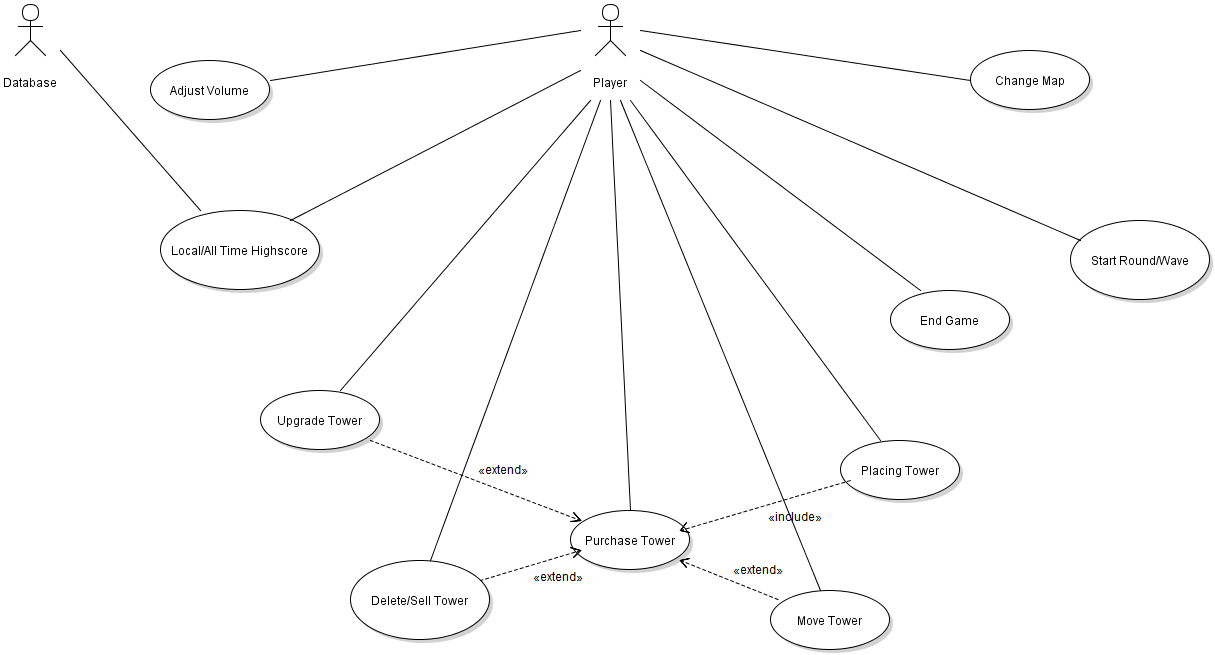 Database
Player
Adjust Volume
Change Map
Local/All Time Highscore
Start Round/Wave
End Game
Upgrade Tower
Placing Tower
«extend»
«include»
Purchase Tower
«extend»
«extend»
Delete/Sell Tower
Move Tower